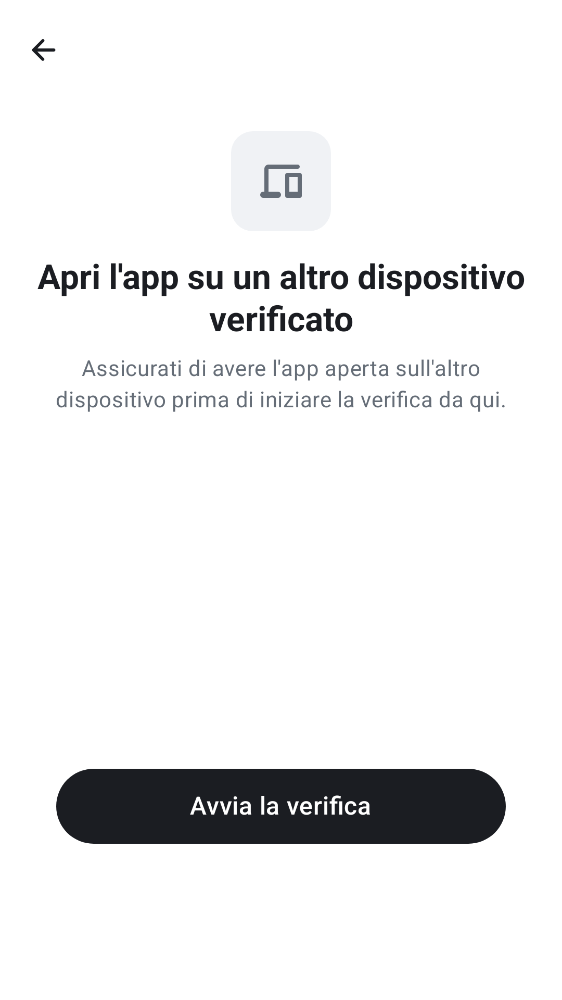 Apri l'app su un altro dispositivo
verificato
Assicurati di avere l'app aperta sull'altro
dispositivo prima di iniziare la verifica da qui.
Avvia la verifica